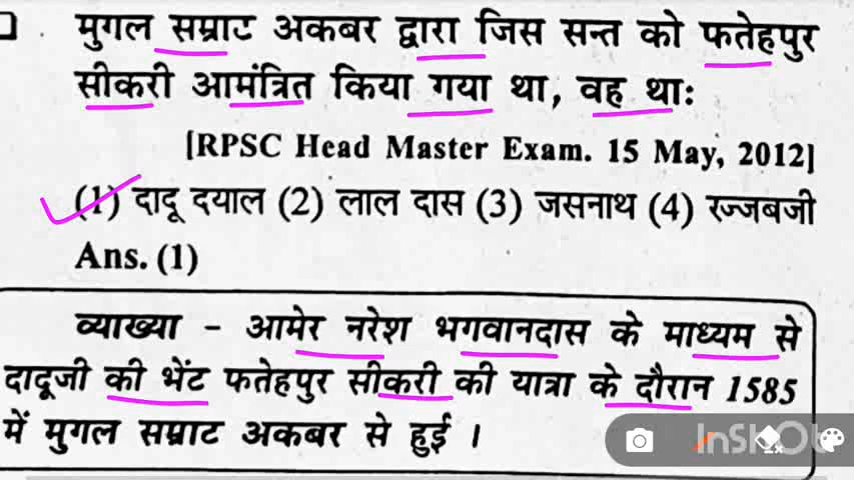 मुगल सम्राट अकबर द्वारा जिस सन्त को फतेहपुर
सीकरी आमंत्रित किया गया था, वह था:
[RPSC Head Master Exam. 15 May, 2012]
(1) दादू दयाल (2) लाल दास (3) जसनाथ (4) रज्जबजी
Ans. (1)
व्याख्या - आमेर नरेश भगवानदास के माध्यम से
दादूजी की भेंट फतेहपुर सीकरी की यात्रा के दौरान 1585
में मुगल सम्राट अकबर से हुई ।
InShOt